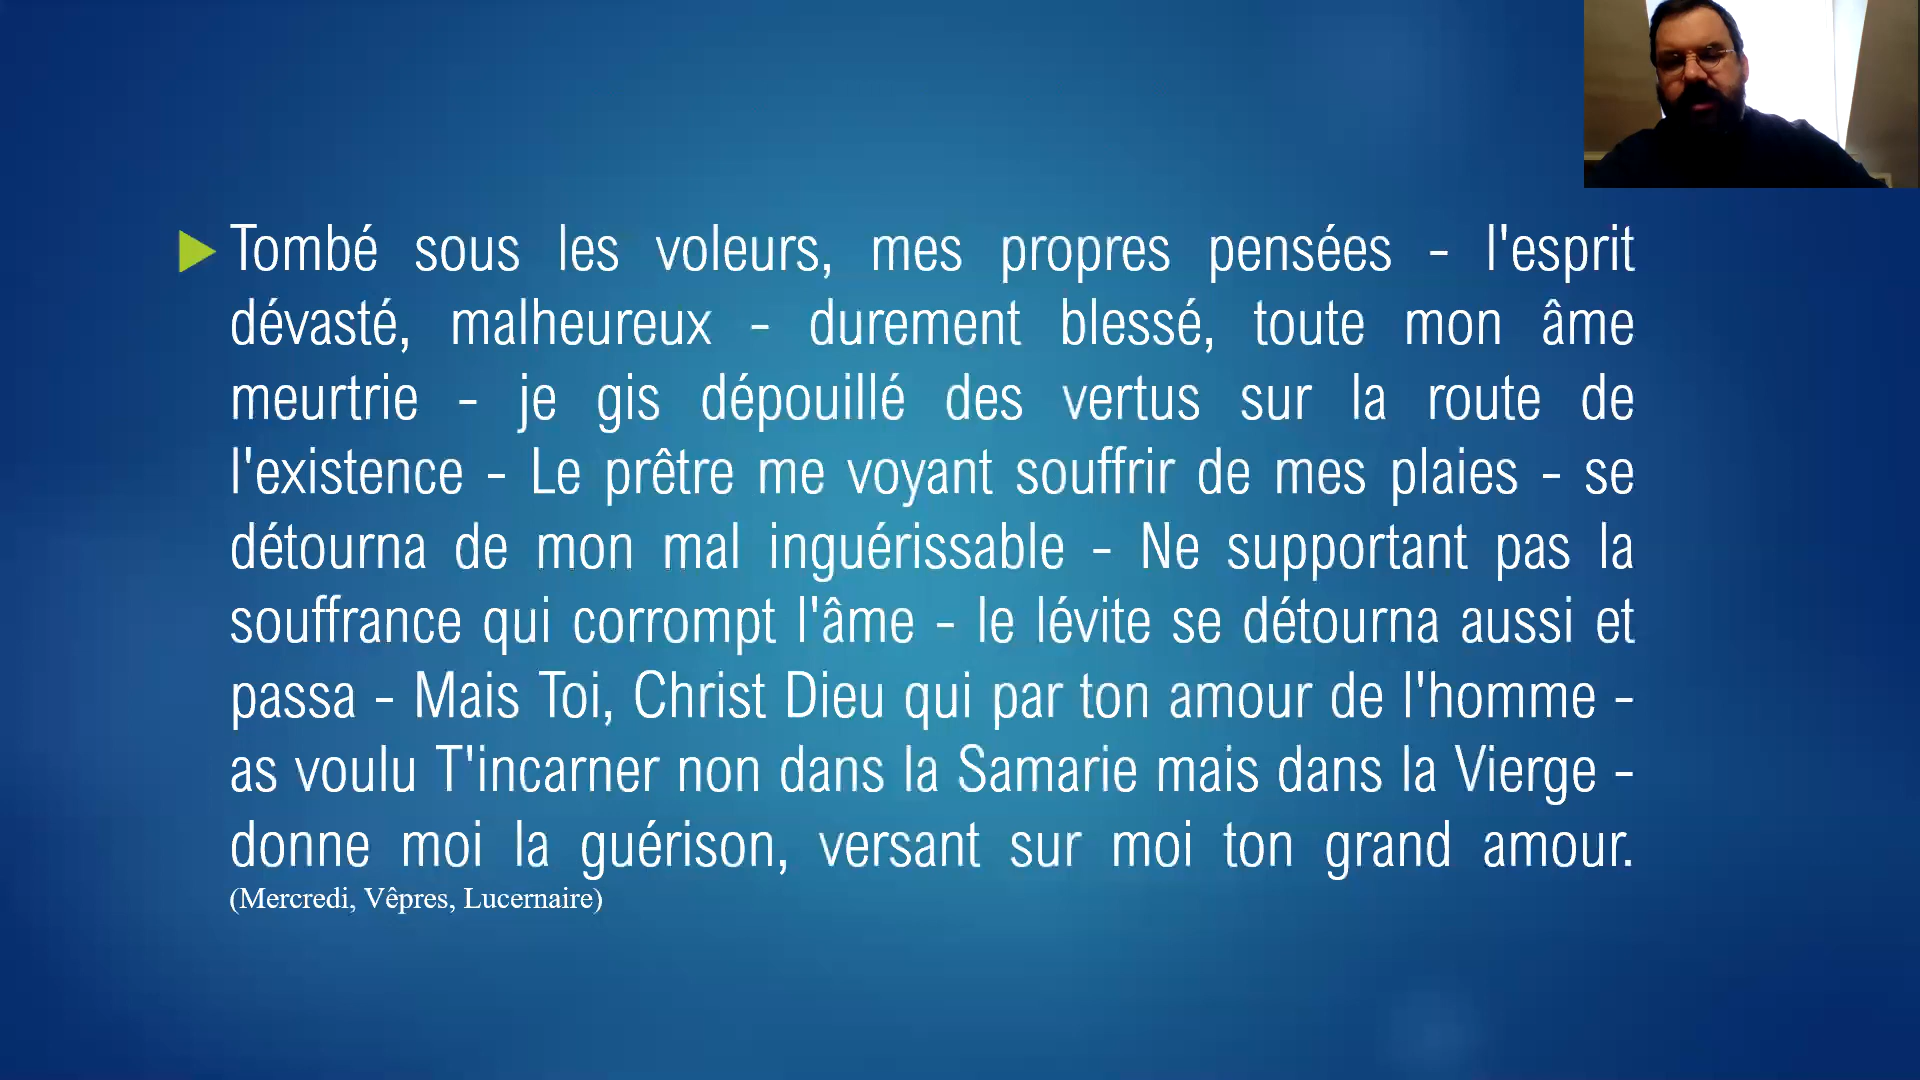 Tombé sous les voleurs, mes propres pensées - l'esprit
dévasté, malheureux - durement blessé, toute mon âme
meurtrie - je gis dépouillé des vertus sur la route de
l'existence - Le prêtre me voyant souffrir de mes plaies - se
détourna de mon mal inguérissable - Ne supportant pas la
souffrance qui corrompt l'âme - le lévite se détourna aussi et
passa - Mais Toi, Christ Dieu qui par ton amour de l'homme -
as voulu T'incarner non dans la Samarie mais dans la Vierge -
donne moi la guérison, versant sur moi ton grand amour.
(Mercredi, Vêpres, Lucernaire)